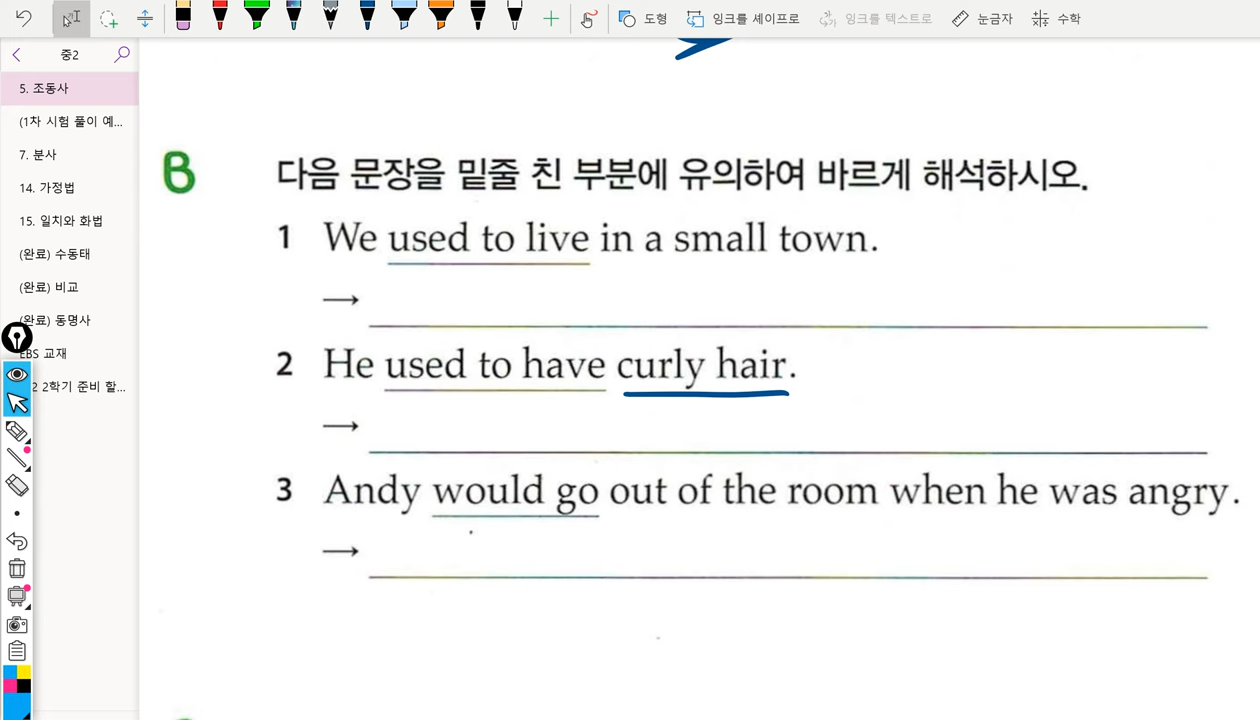 도형
잉크를 셰이프로
잉크를 텍스트로
눈금자
수학
중2
5. 조동사
(1차 시험 풀이 예...
7. 분사
14. 가정법
15. 일치와 화법
(완료) 수동태
(완료) 비교
(완료) 동명사
EBS 교재
2 2학기 준비 할...
B 다음 문장을 밑줄 친 부분에 유의하여 바르게 해석하시오.
1 We used to live in a small town.
→
2 He used to have curly hair.
→
3 Andy would go out of the room when he was angry.
→